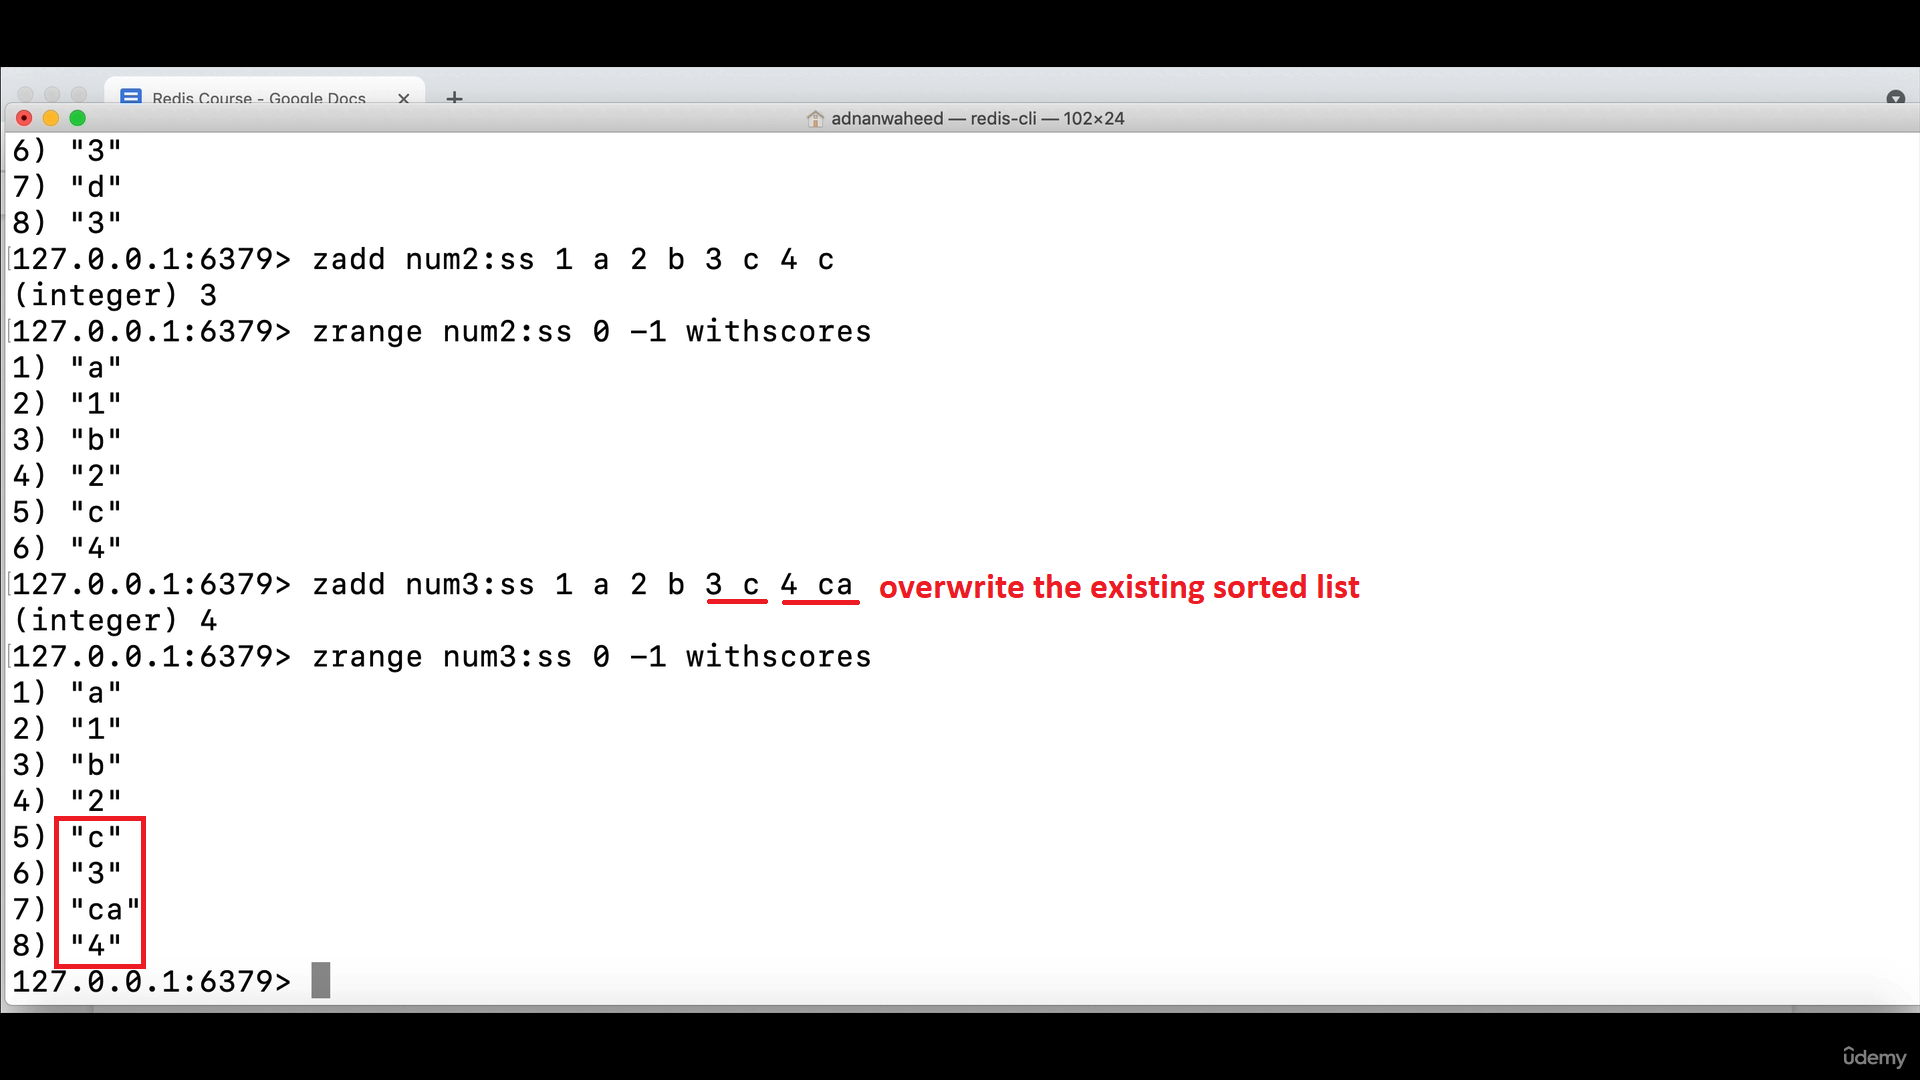 Redis Course - Google Docs
adnanwaheed — redis-cli — 102×24
6) "3"
7) "d"
8) "3"
127.0.0.1:6379> zadd num2:ss 1 a 2 b 3 c 4 c
(integer) 3
127.0.0.1:6379> zrange num2:ss 0 -1 withscores
1) "a"
2) "1"
3) "b"
4) "2"
5) "c"
6) "4"
127.0.0.1:6379> zadd num3:ss 1 a 2 b 3 c 4 ca overwrite the existing sorted list
(integer) 4
127.0.0.1:6379> zrange num3:ss 0 -1 withscores
1) "a"
2) "1"
3) "b"
4) "2"
5) "c"
6) "3"
7) "ca"
8) "4"
127.0.0.1:6379>
udemy